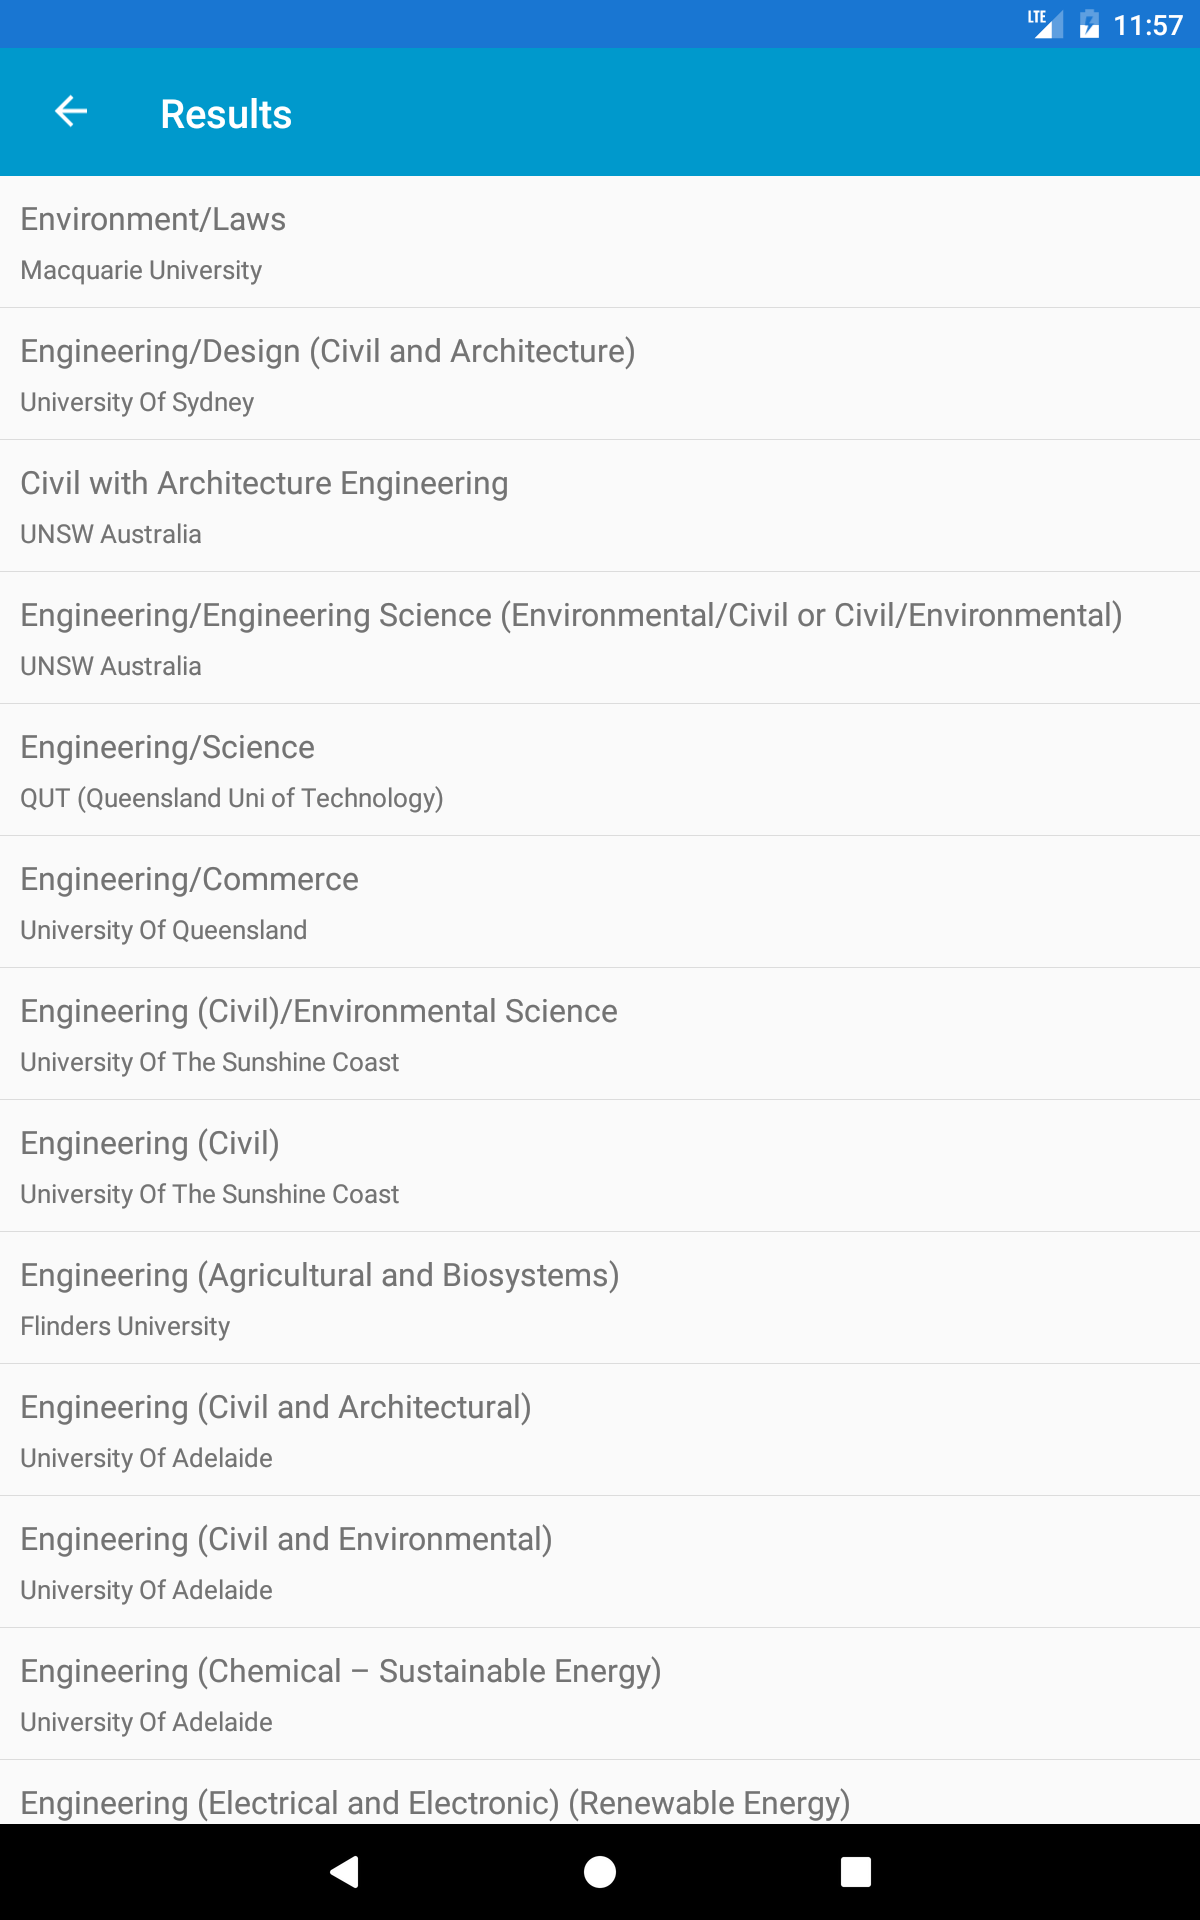 LTE 11:57
Results
Environment/Laws
Macquarie University
Engineering/Design (Civil and Architecture)
University Of Sydney
Civil with Architecture Engineering
UNSW Australia
Engineering/Engineering Science (Environmental/Civil or Civil/Environmental)
UNSW Australia
Engineering/Science
QUT (Queensland Uni of Technology)
Engineering/Commerce
University Of Queensland
Engineering (Civil)/Environmental Science
University Of The Sunshine Coast
Engineering (Civil)
University Of The Sunshine Coast
Engineering (Agricultural and Biosystems)
Flinders University
Engineering (Civil and Architectural)
University Of Adelaide
Engineering (Civil and Environmental)
University Of Adelaide
Engineering (Chemical – Sustainable Energy)
University Of Adelaide
Engineering (Electrical and Electronic) (Renewable Energy)